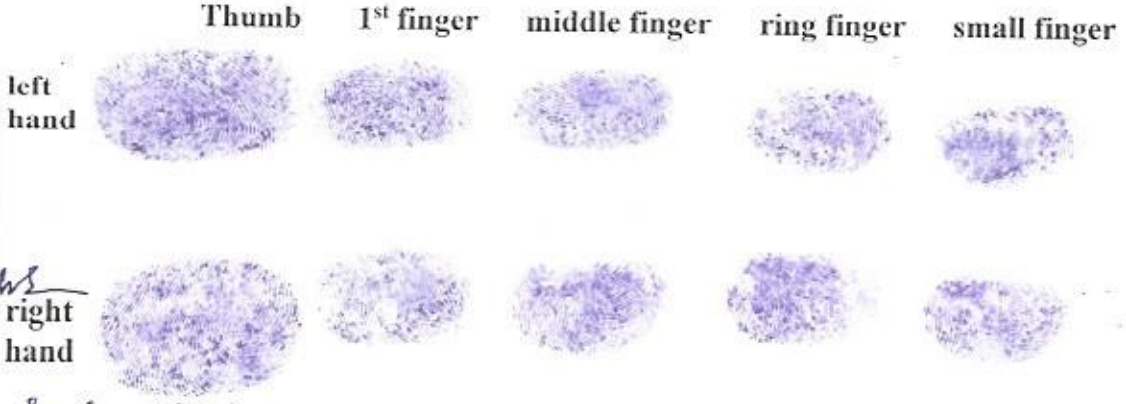 Thumb 1st finger middle finger ring finger small finger
left
hand
right
hand